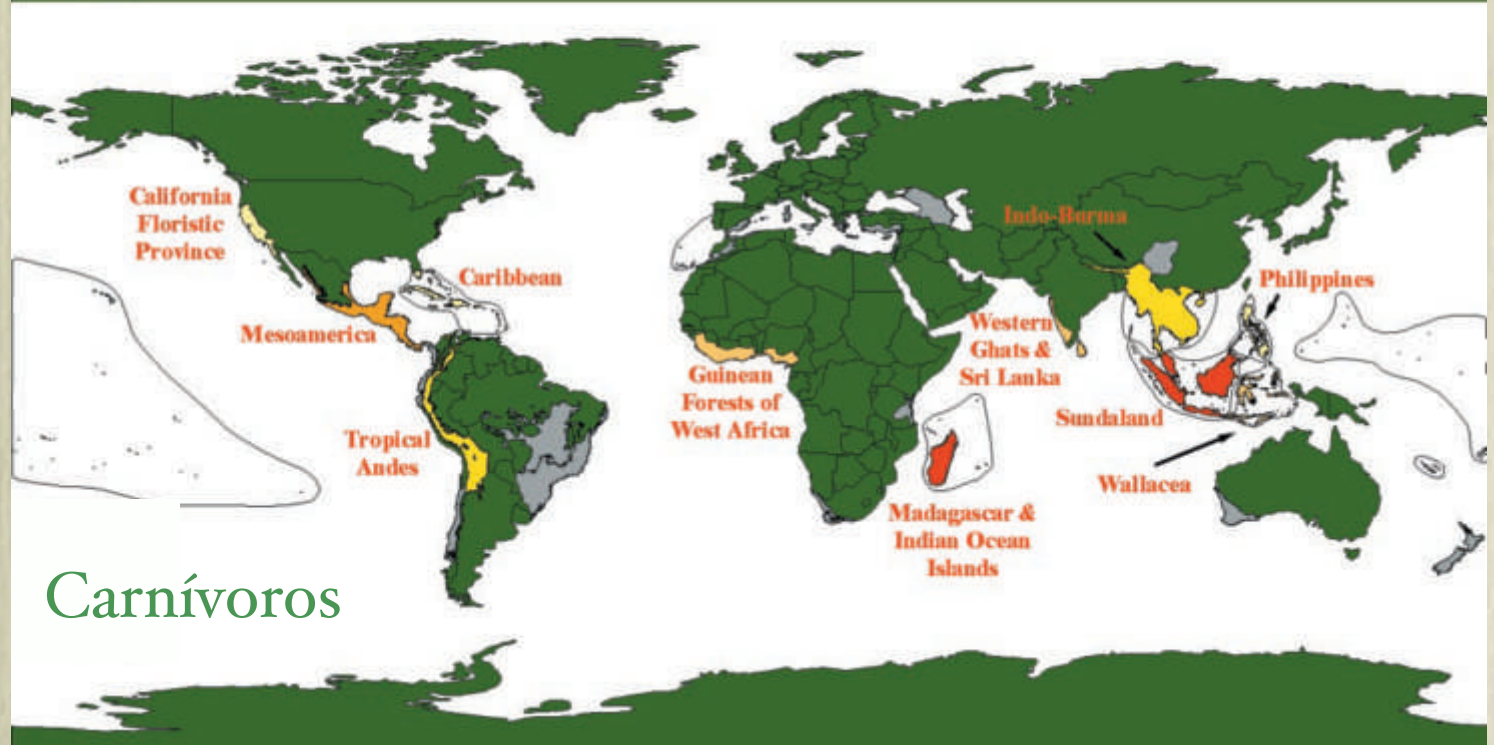 California
Floristic
Province
Caribbean
Mesoamerica
Tropical
Andes
Guinean
Forests of
West Africa
Indo-Burma
Philippines
Western
Ghats &
Sri Lanka
Sundaland
Wallacea
Madagascar &
Indian Ocean
Islands
Carnívoros